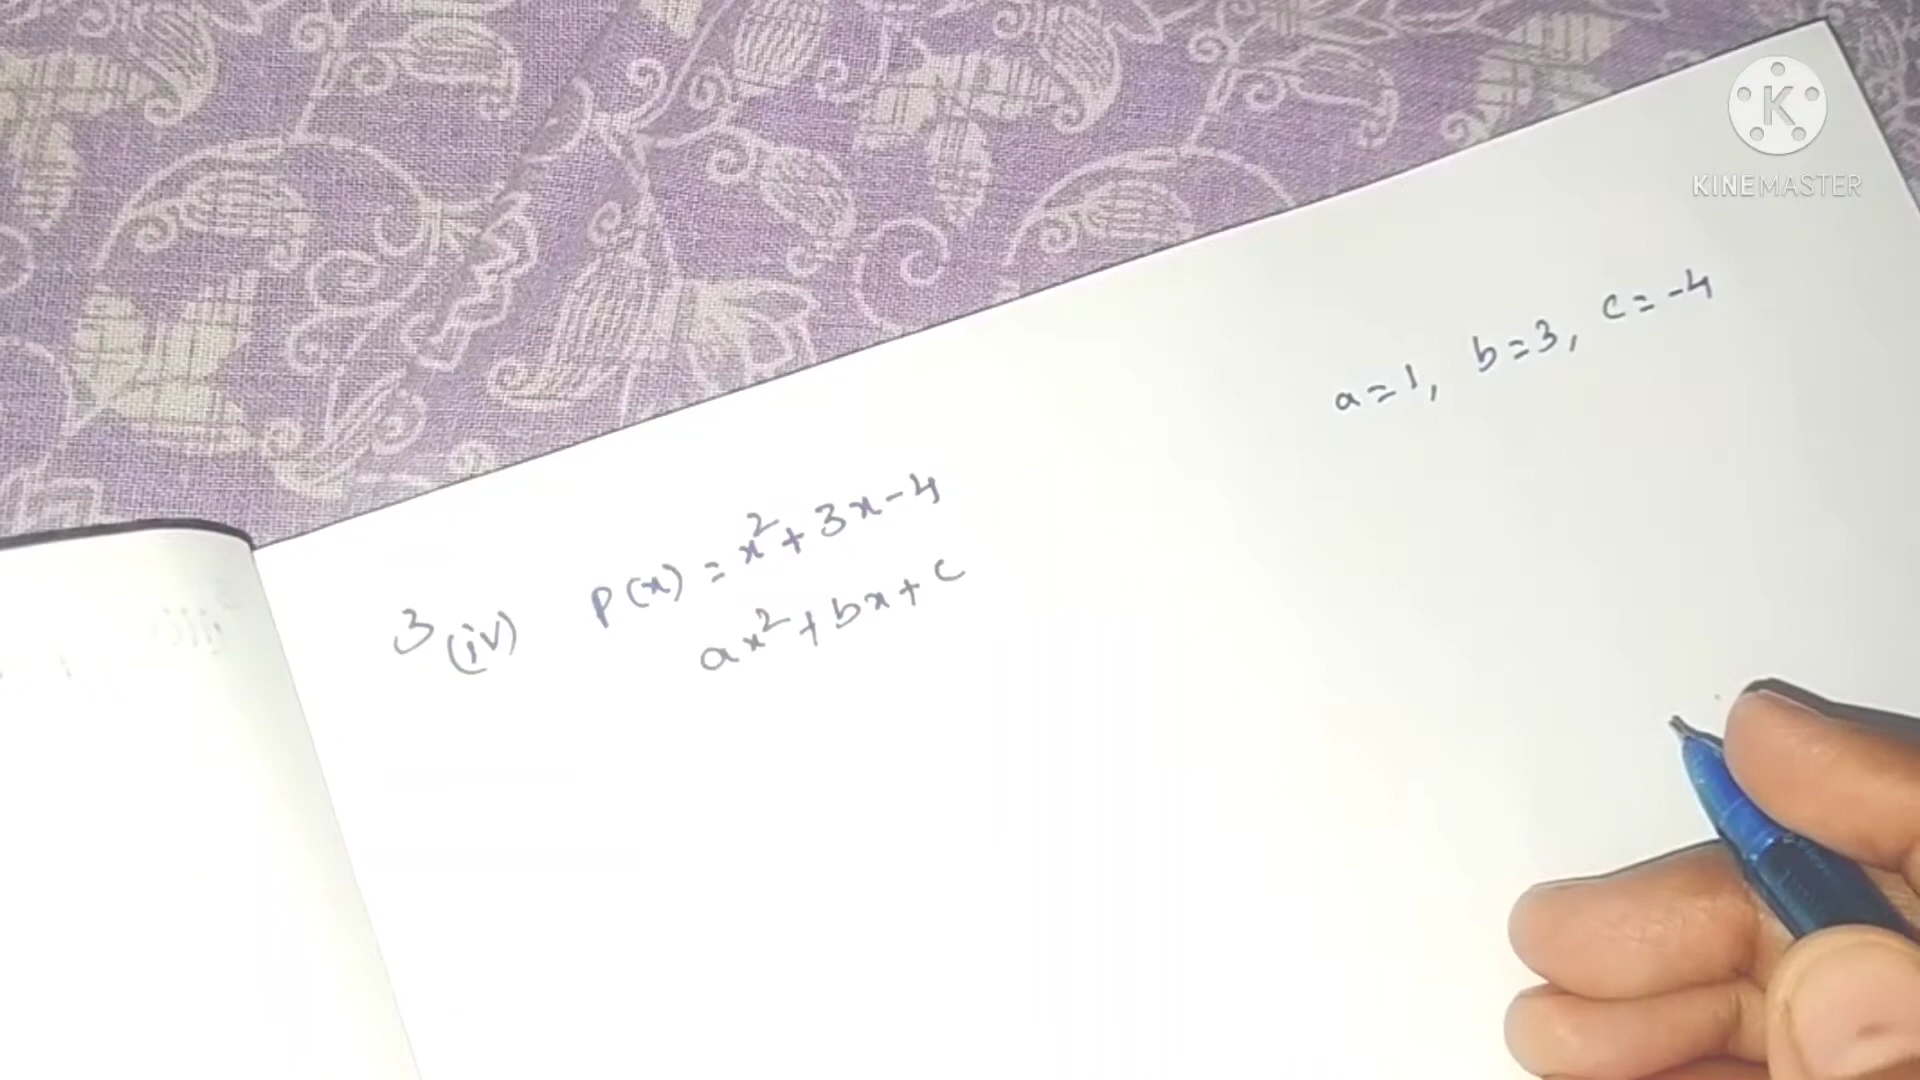 KINEMASTER
a=1, b=3, c=-4
3 (iv) P(x) = x²+3x-4
ax²+bx+c